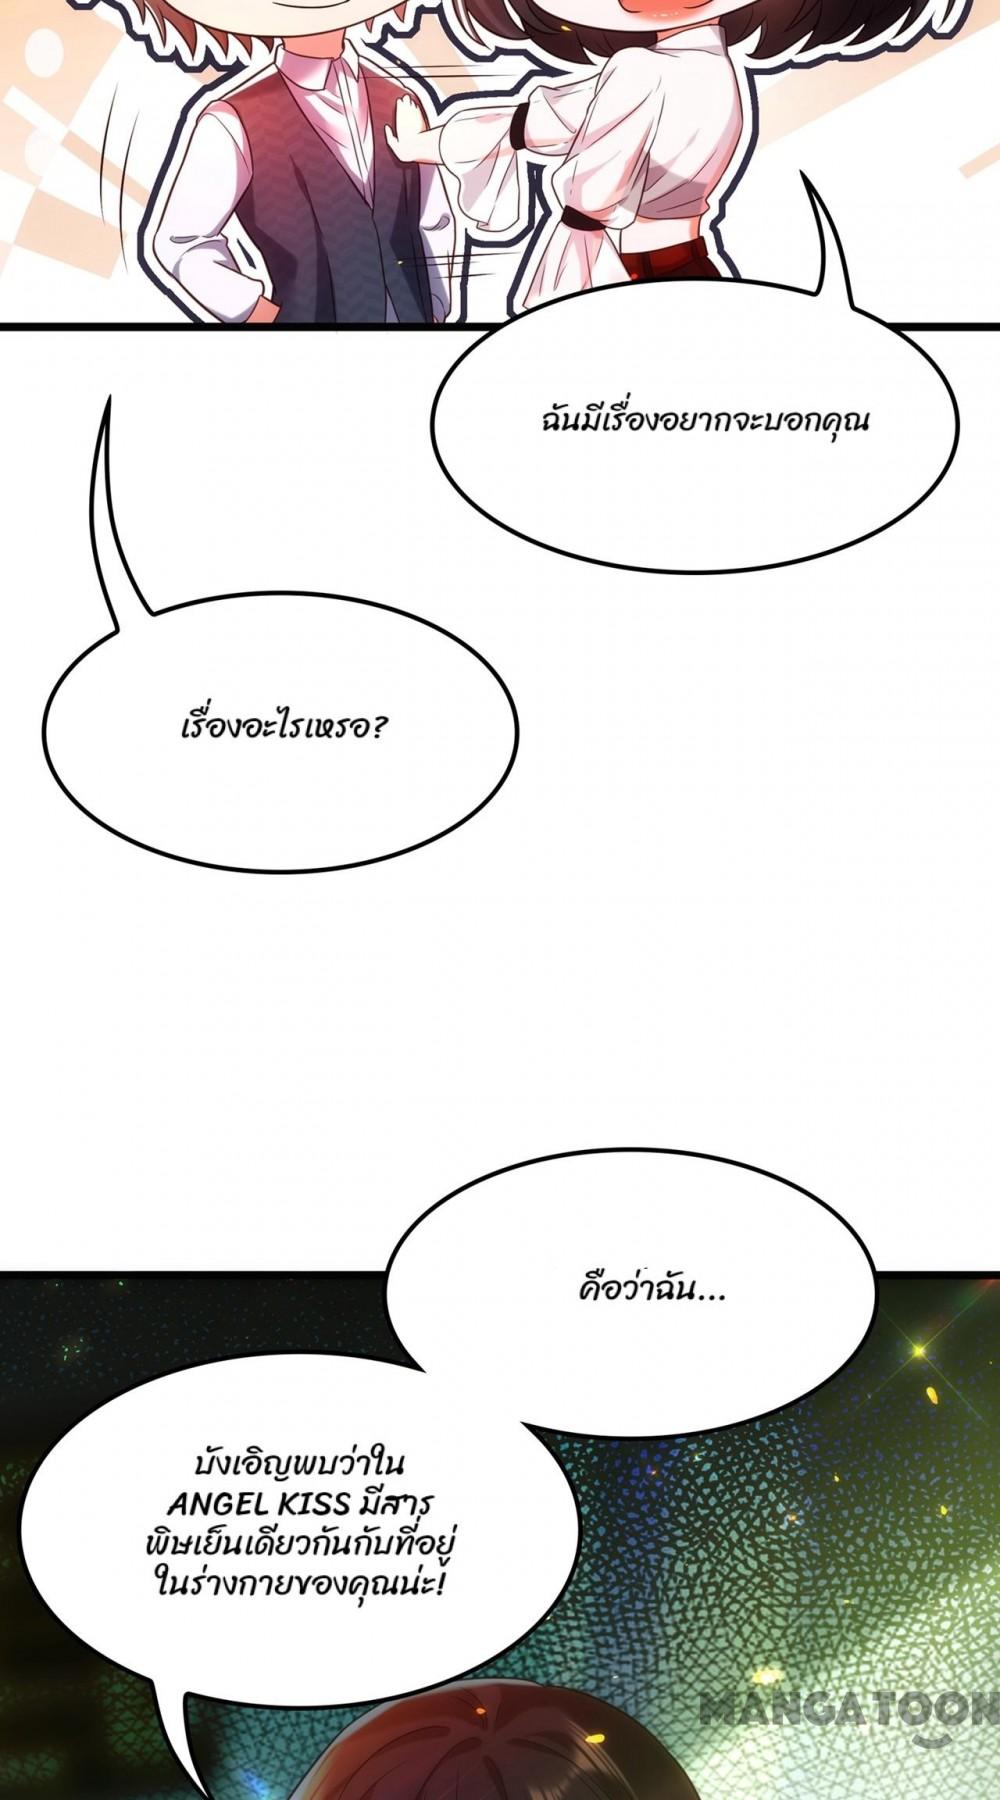 ฉันมีเรื่องอยากจะบอกคุณ
เรื่องอะไรเหรอ?
คือว่าฉัน...
บังเอิญพบว่าใน
ANGEL KISS มีสาร
พิษเย็นเดียวกันกับที่อยู่
ในร่างกายของคุณน่ะ!
MANGATOON